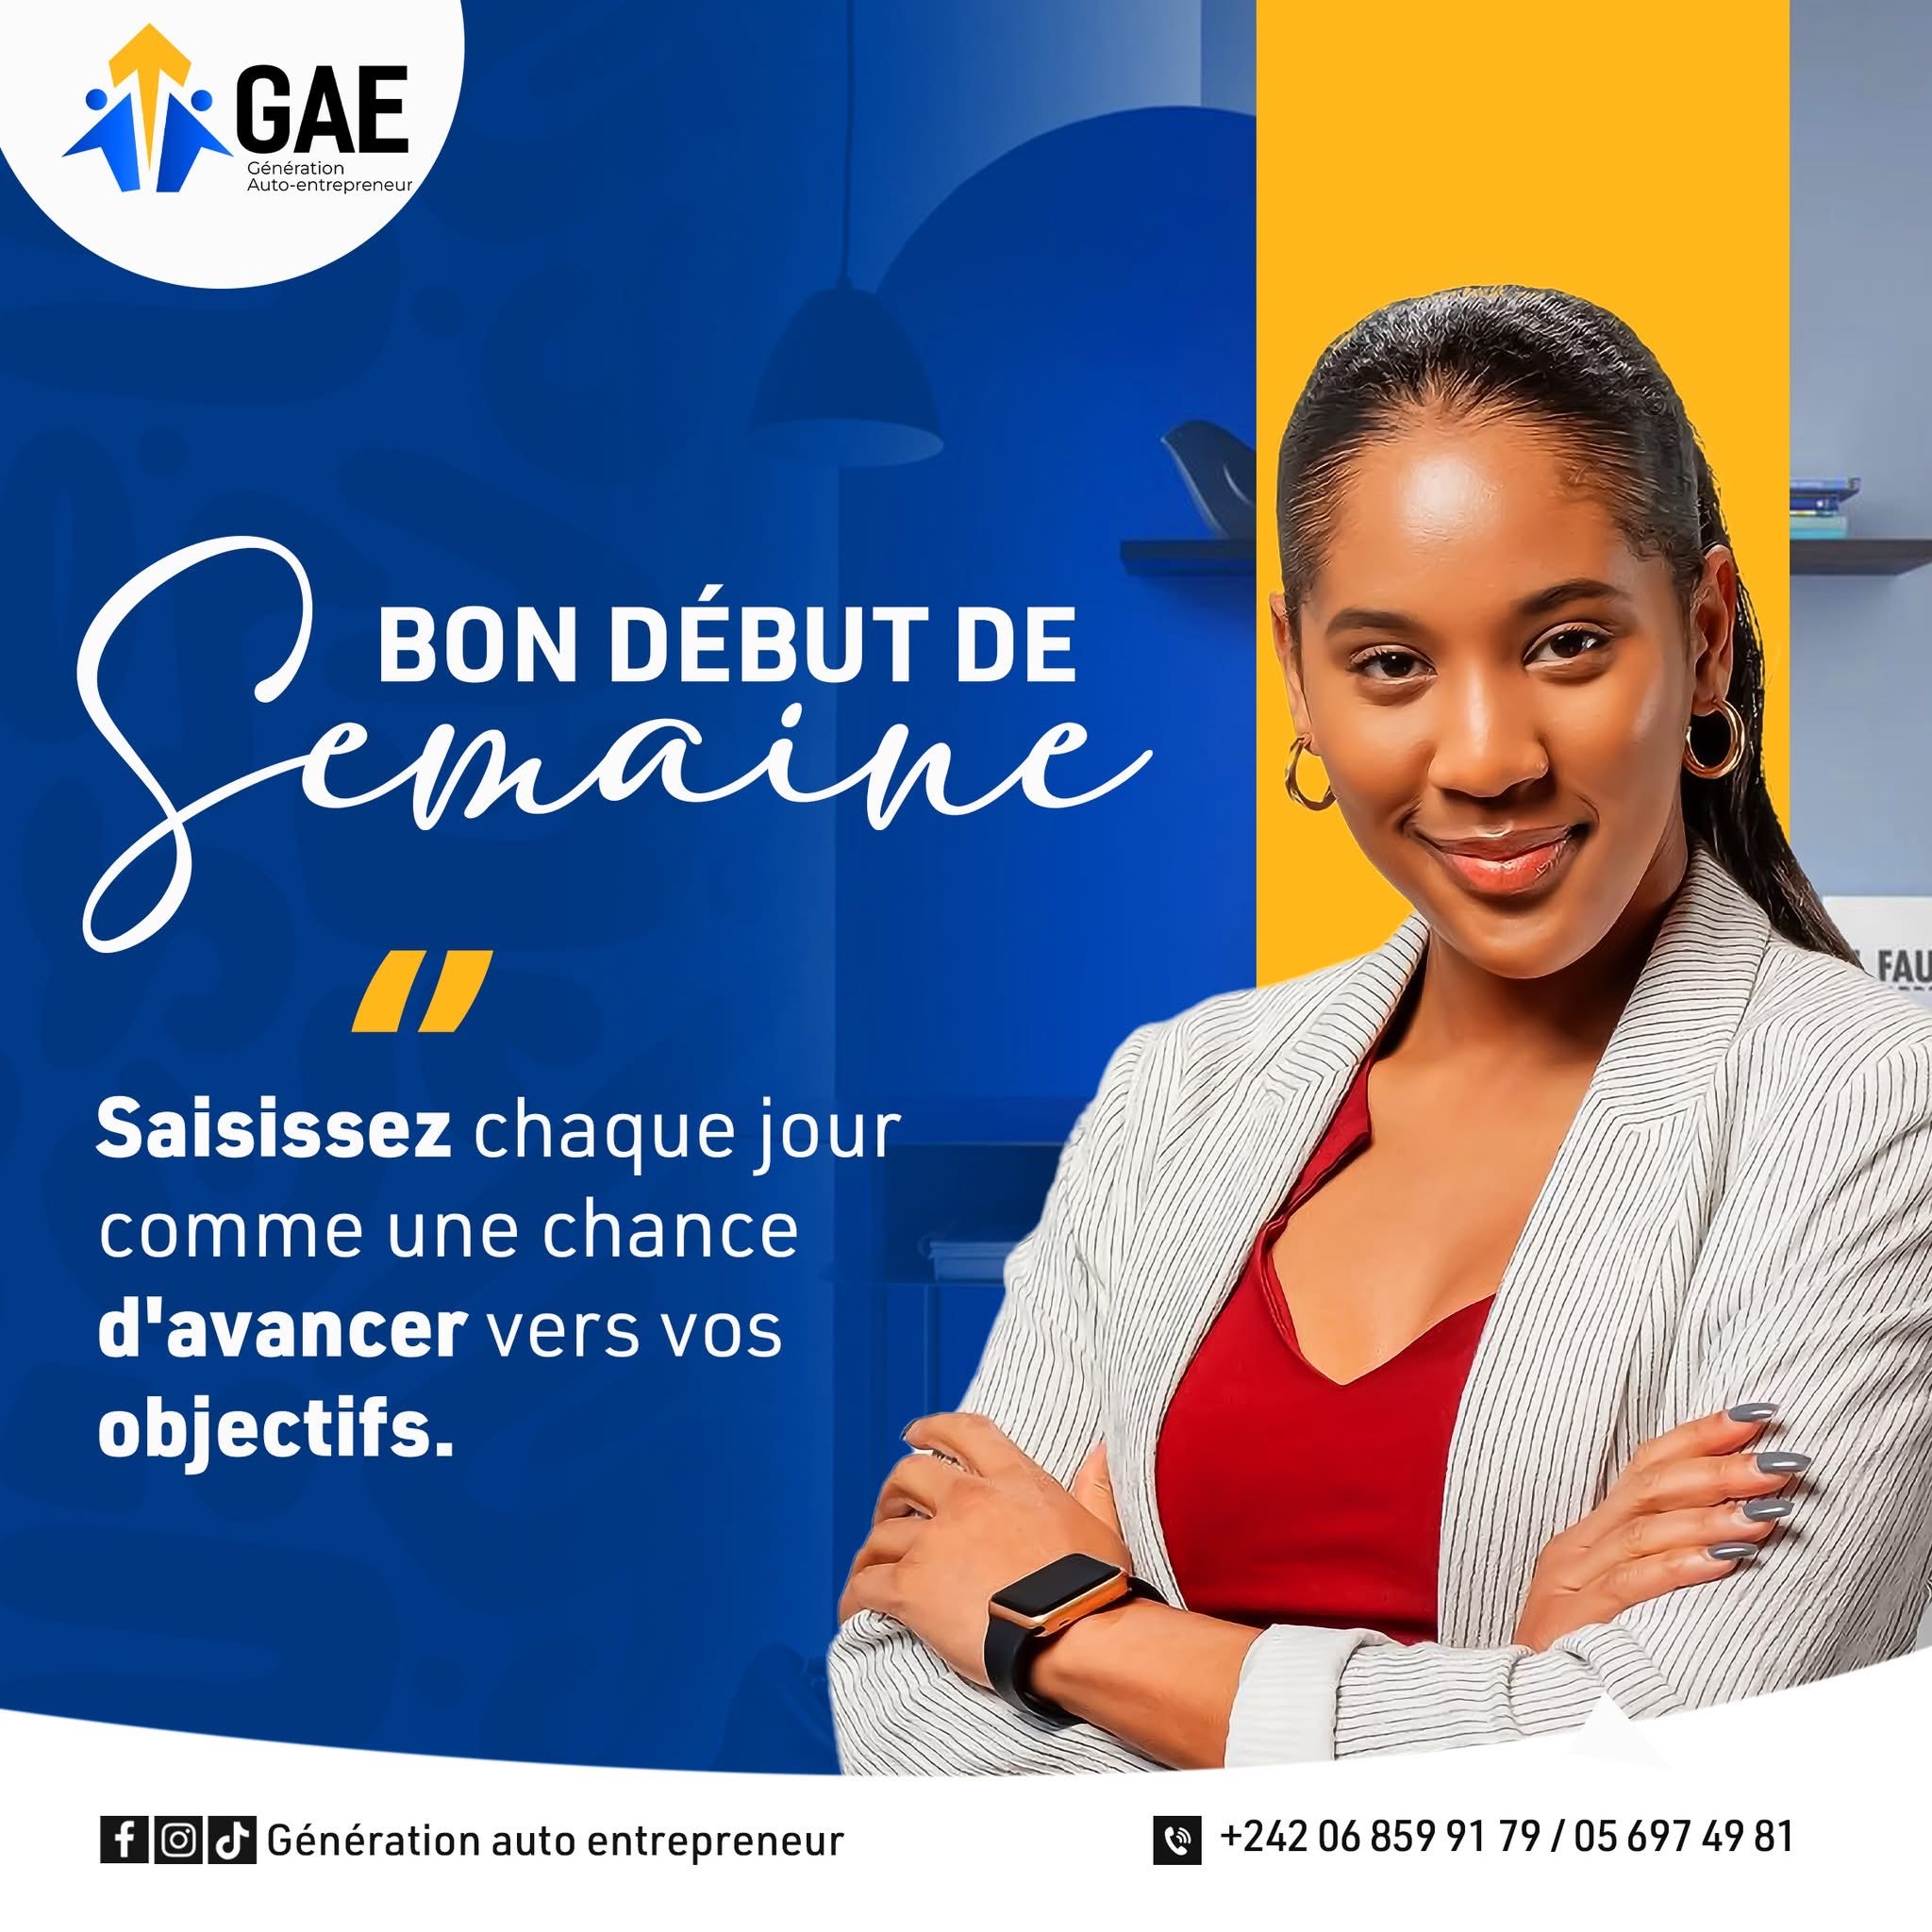 GAE
Génération
Auto-entrepreneur
BON DÉBUT DE
Semaine
Saisissez chaque jour
comme une chance
d'avancer vers vos
objectifs.
FAU
Génération auto entrepreneur
+242 06 859 91 79 / 05 697 49 81